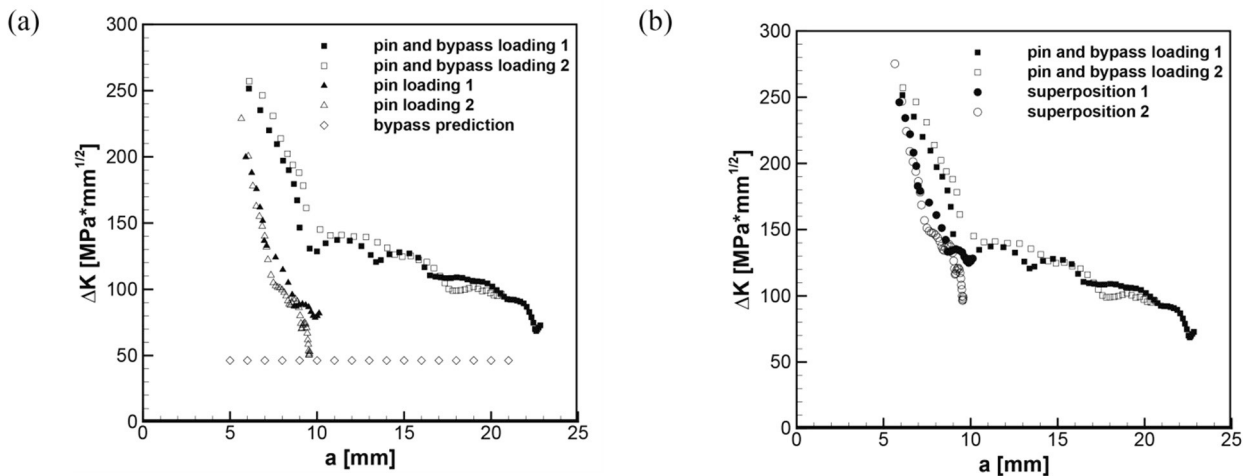 (a)
300
250
200
150
100
50
0
ΔK [MPa*mm^1/2]
0 5 10 15 20 25
a [mm]
pin and bypass loading 1
pin and bypass loading 2
pin loading 1
pin loading 2
bypass prediction
(b)
300
250
200
150
100
50
0
ΔK [MPa*mm^1/2]
0 5 10 15 20 25
a [mm]
pin and bypass loading 1
pin and bypass loading 2
superposition 1
superposition 2